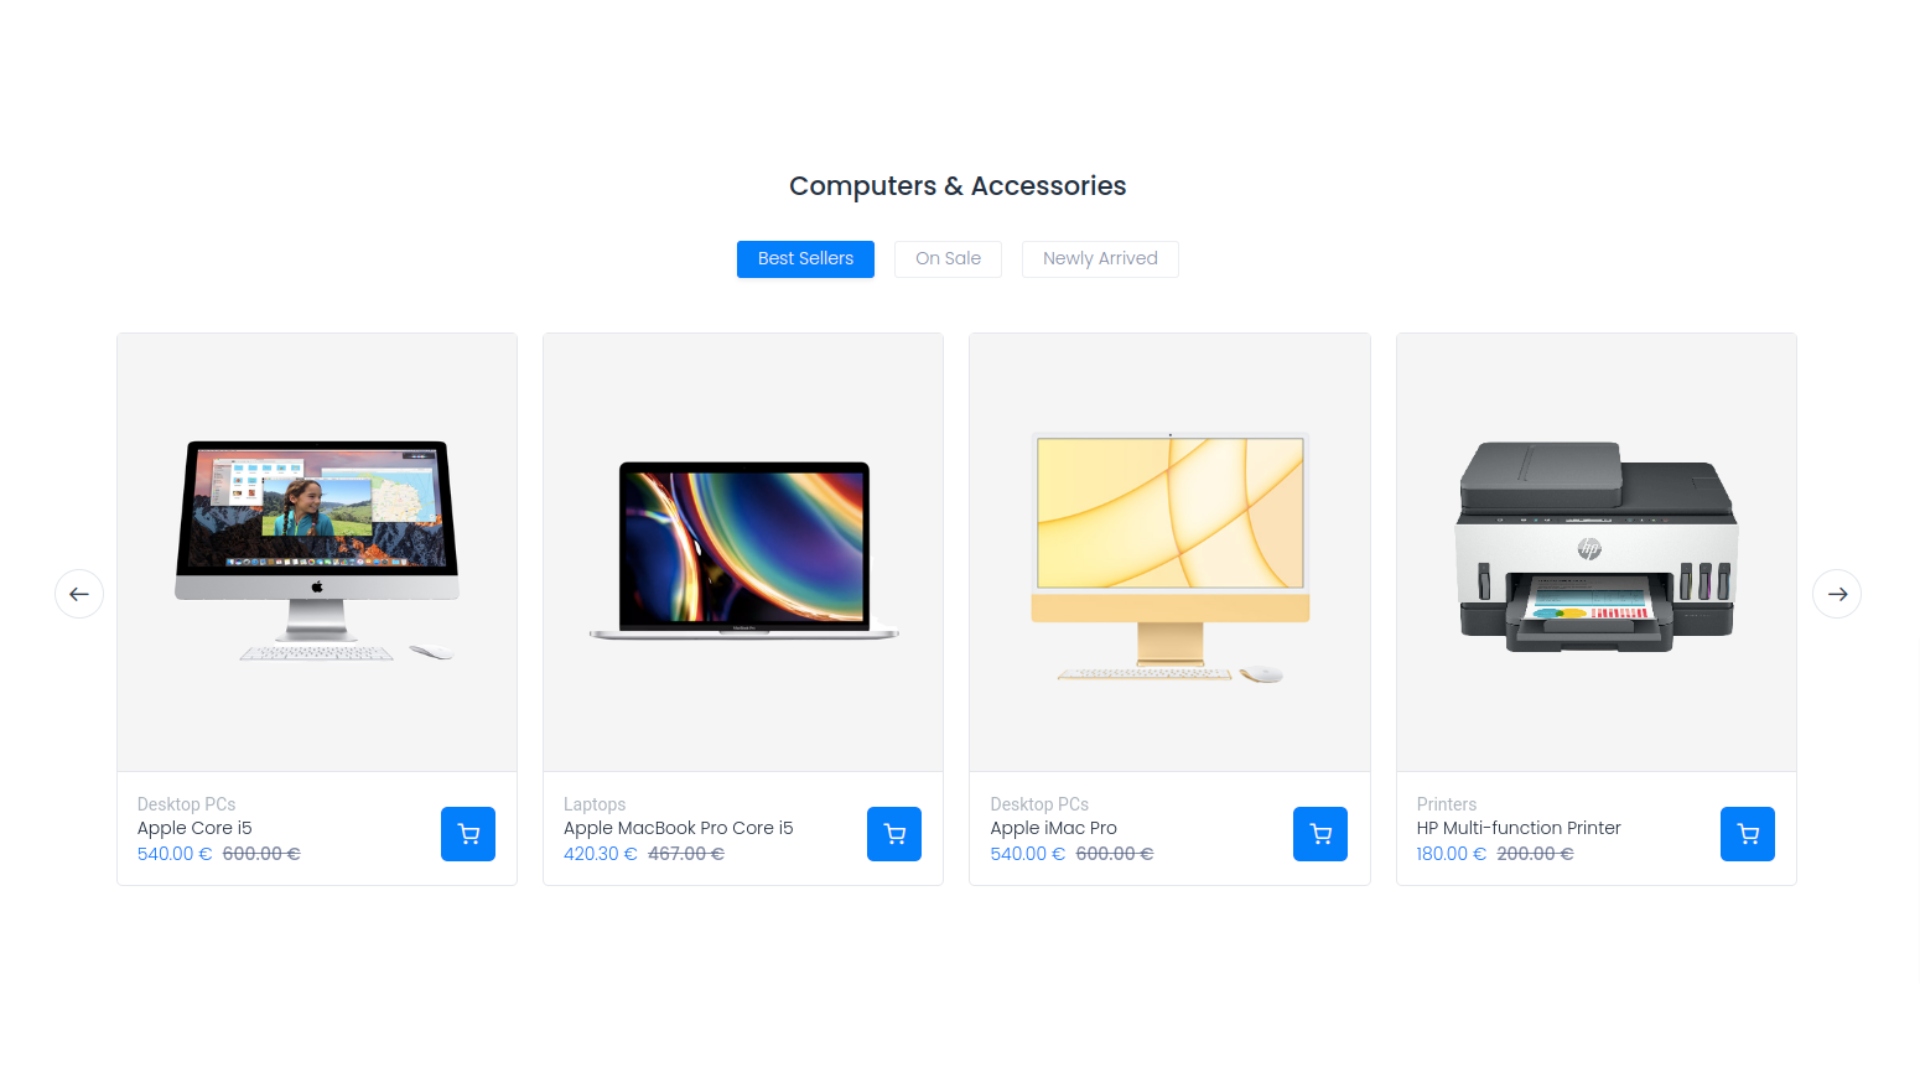 Computers & Accessories
Best Sellers
On Sale
Newly Arrived
hp
Desktop PCs
Apple Core i5
540.00 € 600.00 €
Laptops
Apple MacBook Pro Core i5
420.30 € 467.00 €
Desktop PCs
Apple iMac Pro
540.00 € 600.00 €
Printers
HP Multi-function Printer
180.00 € 200.00 €